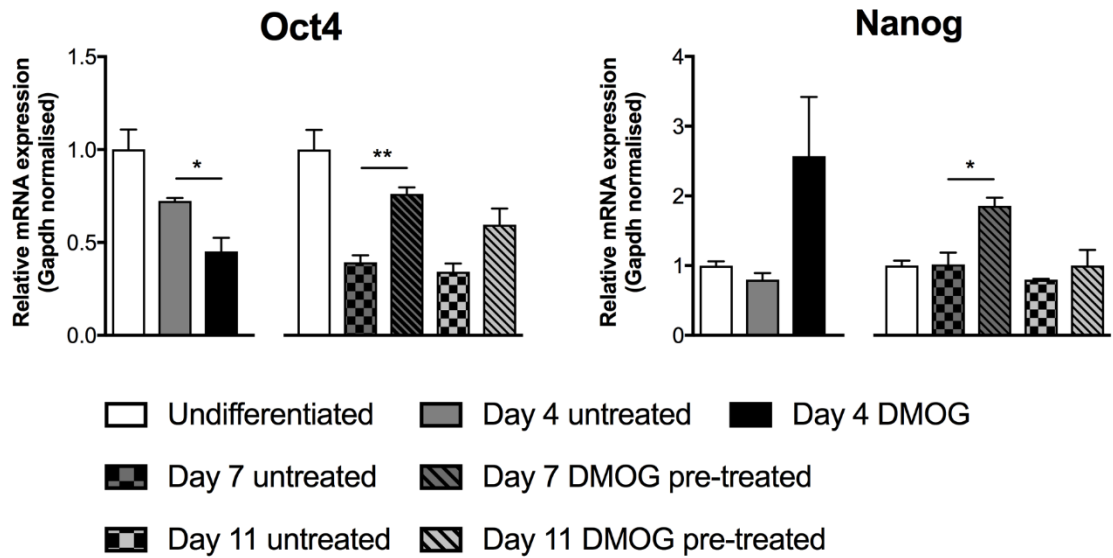 Oct4
Relative mRNA expression
(Gapdh normalised)
1.5
1.0
0.5
0.0
*
**
Nanog
Relative mRNA expression
(Gapdh normalised)
4
3
2
1
0
*
Undifferentiated
Day 4 untreated
Day 4 DMOG
Day 7 untreated
Day 7 DMOG pre-treated
Day 11 untreated
Day 11 DMOG pre-treated